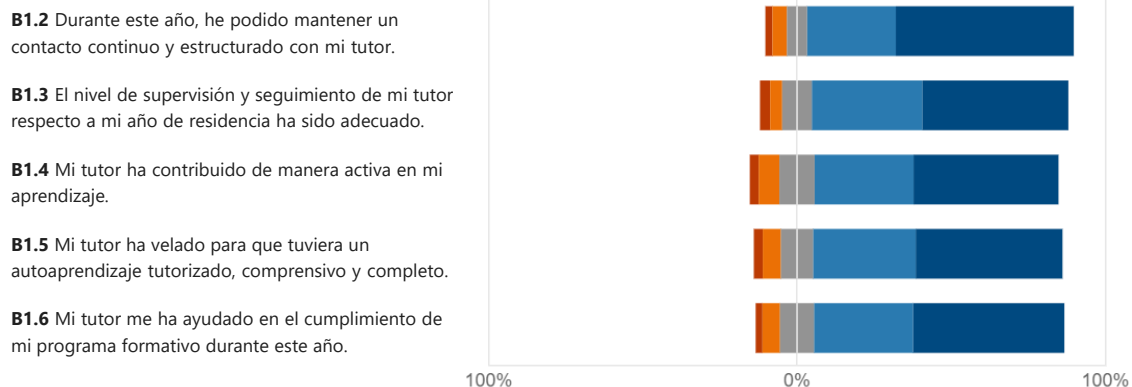 B1.2 Durante este año, he podido mantener un
contacto continuo y estructurado con mi tutor.
B1.3 El nivel de supervisión y seguimiento de mi tutor
respecto a mi año de residencia ha sido adecuado.
B1.4 Mi tutor ha contribuido de manera activa en mi
aprendizaje.
B1.5 Mi tutor ha velado para que tuviera un
autoaprendizaje tutorizado, comprensivo y completo.
B1.6 Mi tutor me ha ayudado en el cumplimiento de
mi programa formativo durante este año.
100% 0% 100%